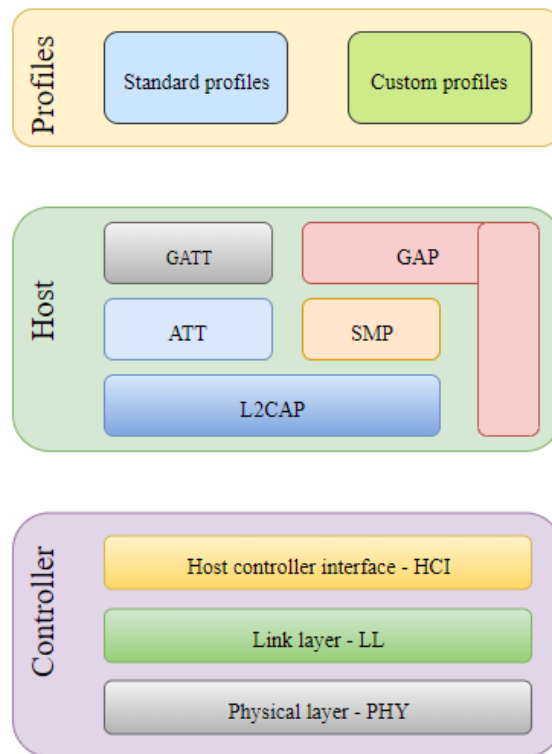 Profiles
Standard profiles
Custom profiles
Host
GATT
GAP
ATT
SMP
L2CAP
Controller
Host controller interface - HCI
Link layer - LL
Physical layer - PHY